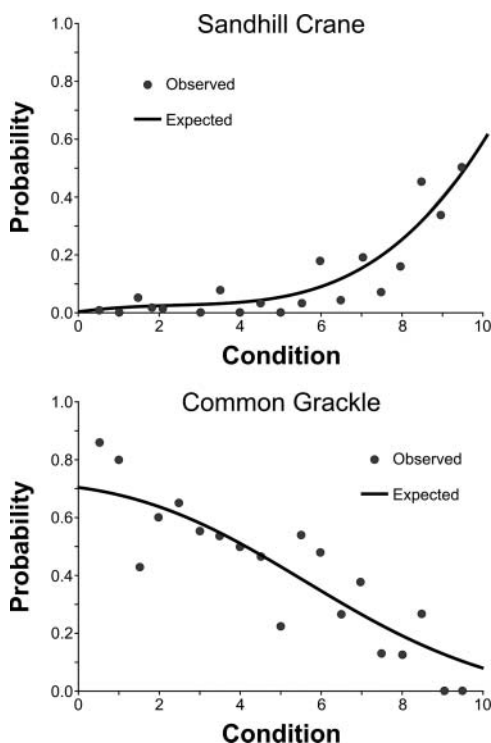 Sandhill Crane
1.0
0.8
0.6
0.4
0.2
0.0
Probability
Observed
Expected
0 2 4 6 8 10
Condition
Common Grackle
1.0
0.8
0.6
0.4
0.2
0.0
Probability
Observed
Expected
0 2 4 6 8 10
Condition